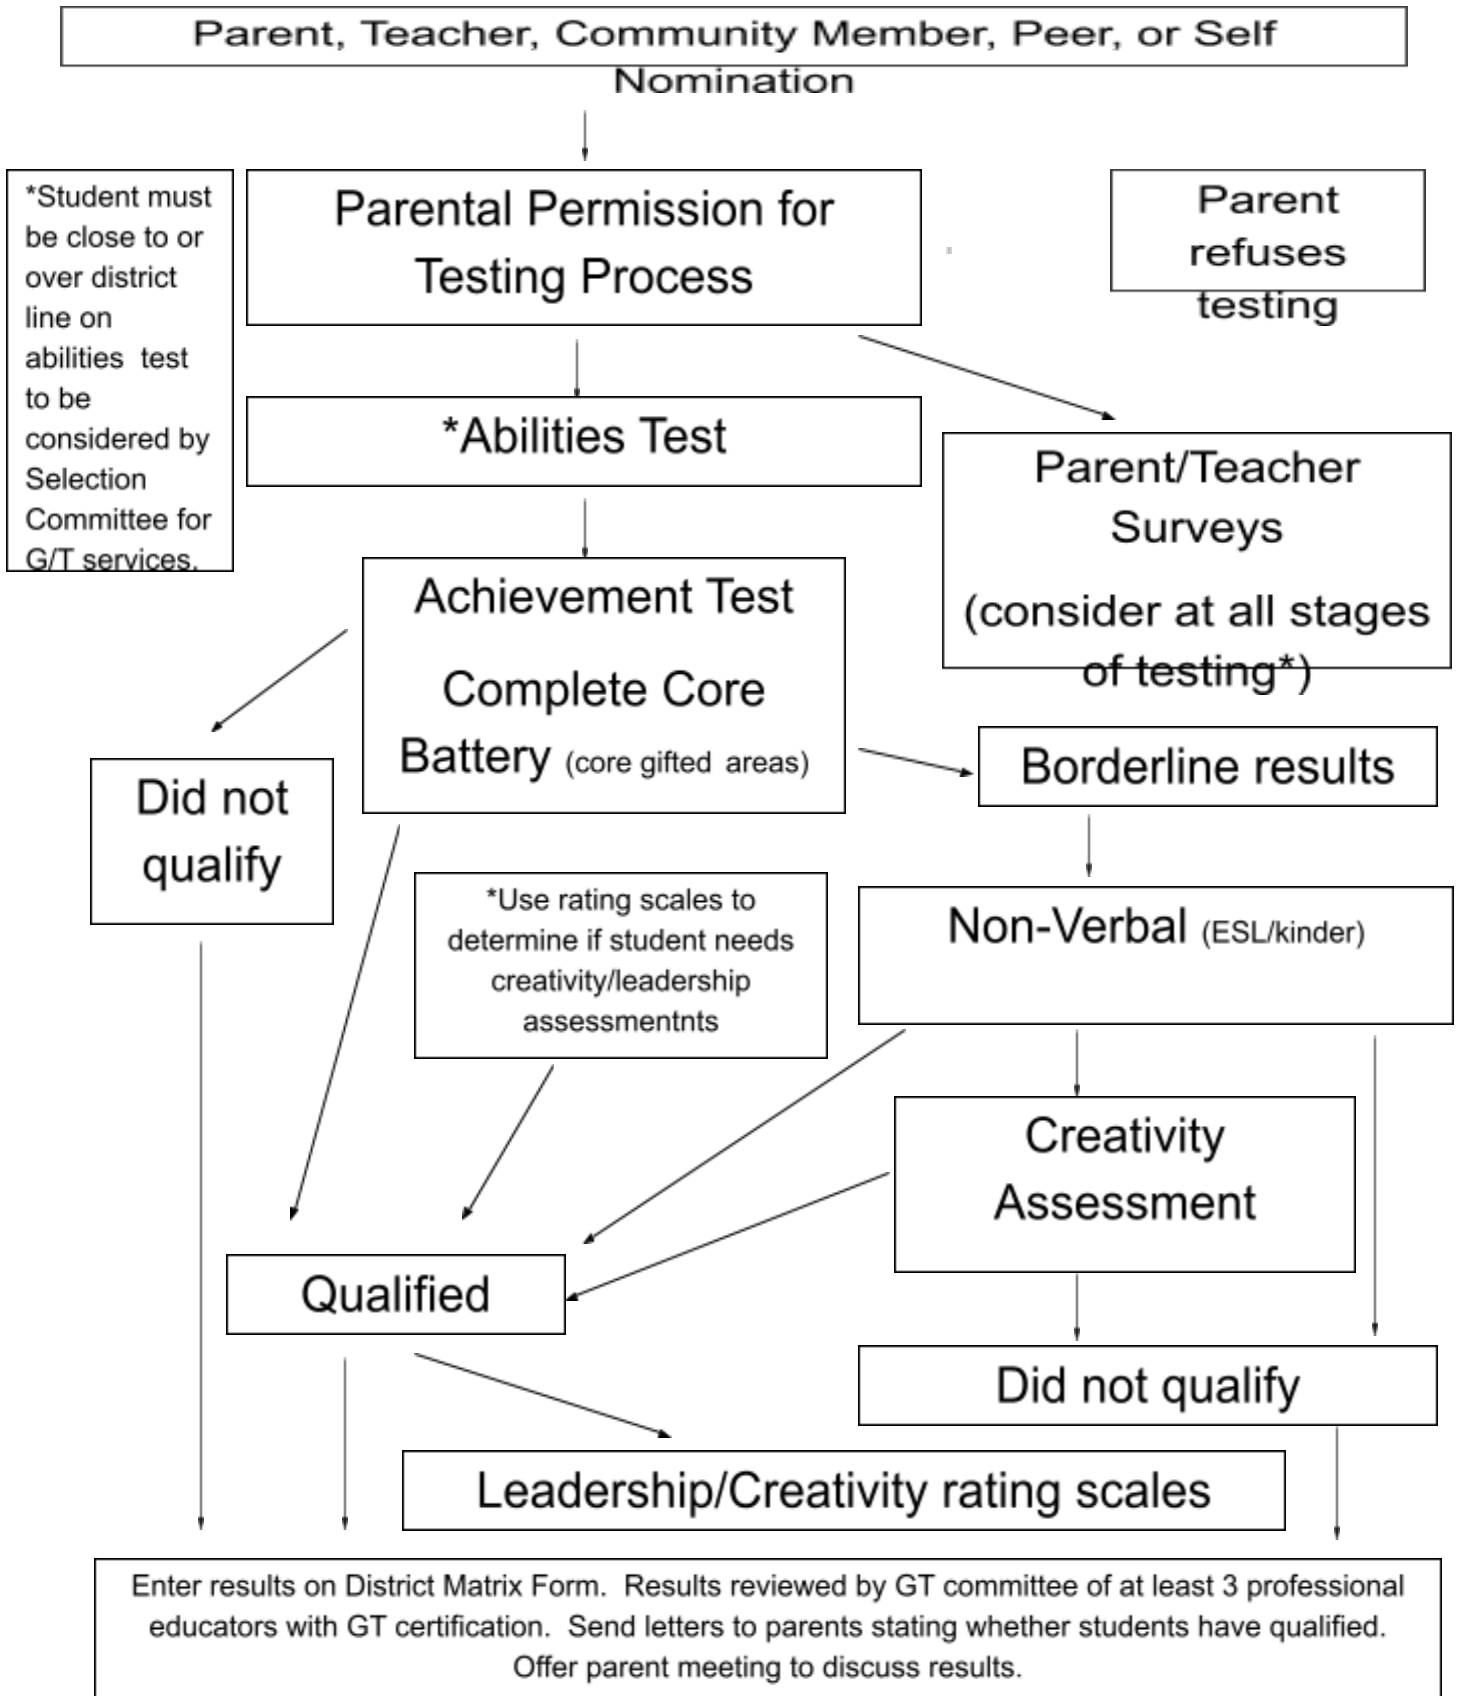 Parent, Teacher, Community Member, Peer, or Self
Nomination
*Student must
be close to or
over district
line on
abilities test
to be
considered by
Selection
Committee for
G/T services.
Parental Permission for
Testing Process
Parent
refuses
testing
*Abilities Test
Parent/Teacher
Surveys
(consider at all stages
of testing*)
Achievement Test
Complete Core
Battery (core gifted areas)
Borderline results
Did not
qualify
*Use rating scales to
determine if student needs
creativity/leadership
assessmentnts
Non-Verbal (ESL/kinder)
Creativity
Assessment
Qualified
Did not qualify
Leadership/Creativity rating scales
Enter results on District Matrix Form. Results reviewed by GT committee of at least 3 professional
educators with GT certification. Send letters to parents stating whether students have qualified.
Offer parent meeting to discuss results.